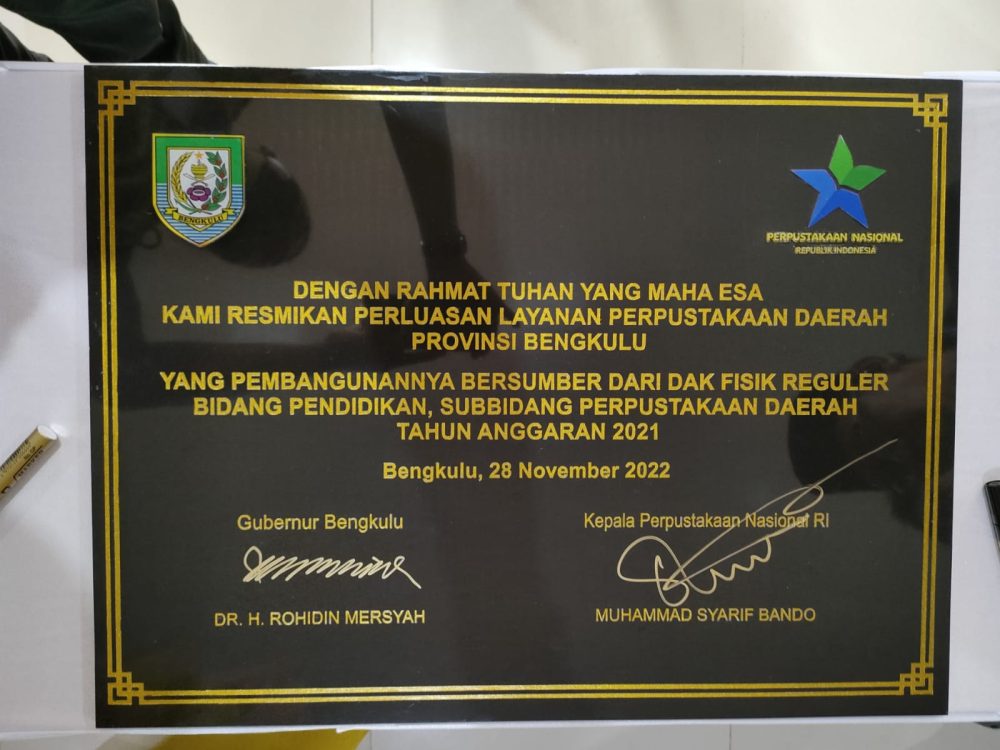 BENGKULU
PERPUSTAKAAN NASIONAL
REPUBLIK INDONESIA
DENGAN RAHMAT TUHAN YANG MAHA ESA
KAMI RESMIKAN PERLUASAN LAYANAN PERPUSTAKAAN DAERAH
PROVINSI BENGKULU
YANG PEMBANGUNANNYA BERSUMBER DARI DAK FISIK REGULER
BIDANG PENDIDIKAN, SUBBIDANG PERPUSTAKAAN DAERAH
TAHUN ANGGARAN 2021
Bengkulu, 28 November 2022
Gubernur Bengkulu
DR. H. ROHIDIN MERSYAH
Kepala Perpustakaan Nasional RI
MUHAMMAD SYARIF BANDO